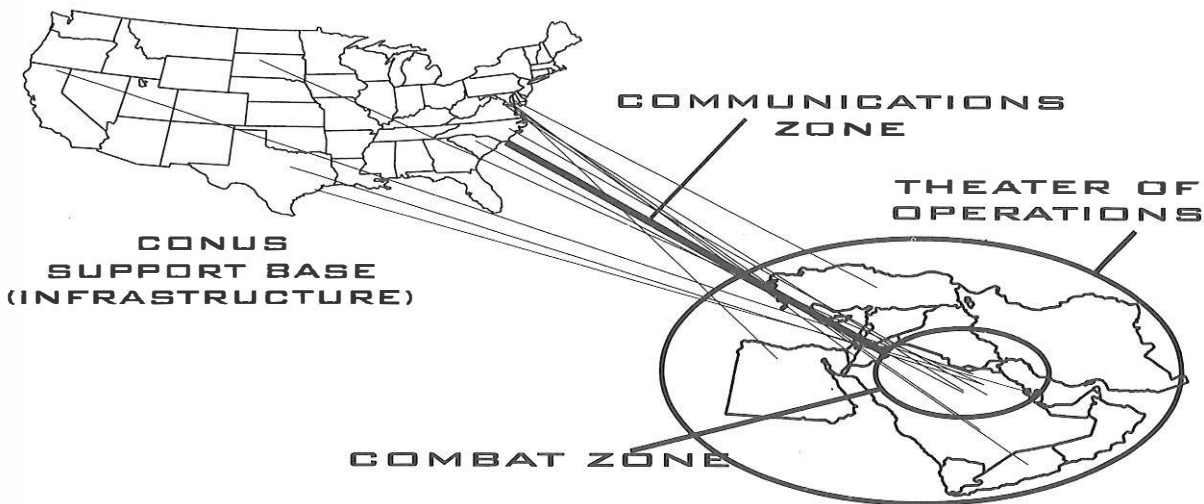 COMMUNICATIONS
ZONE
THEATER OF
OPERATIONS
CONUS
SUPPORT BASE
(INFRASTRUCTURE)
COMBAT ZONE